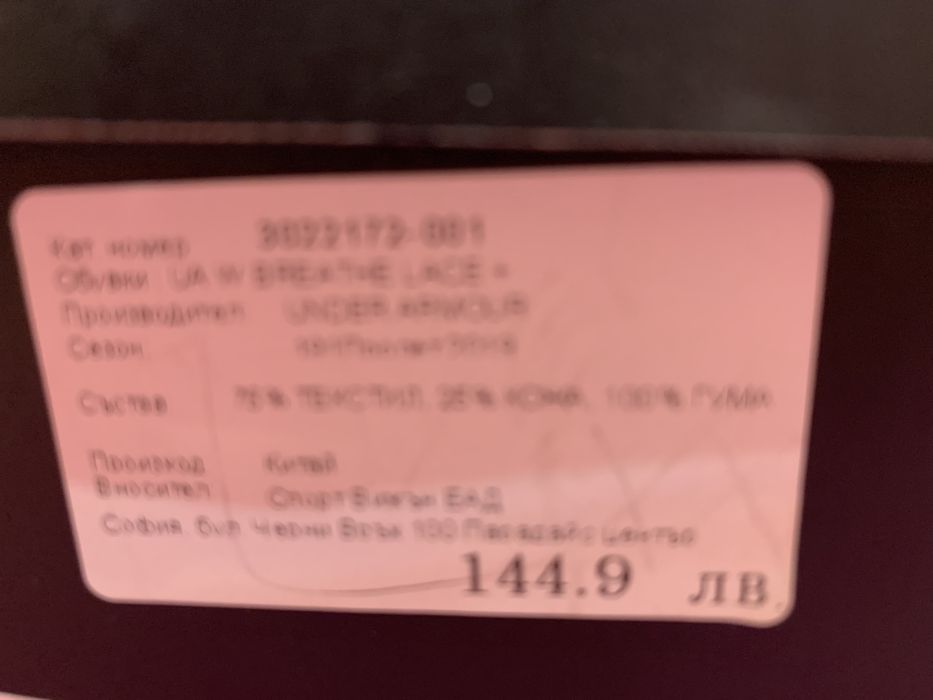 Кат. номер 3022173-001
Обувки UA W BREATHE LACE +
Производител UNDER ARMOUR
Сезон
Състав 75% ТЕКСТИЛ, 25% КОЖА, 100% ГУМА
Произход Китай
Вносител Спорт Вижън ЕАД
София, бул. Черни Връх 100 Парадайс център
144.9 ЛВ.